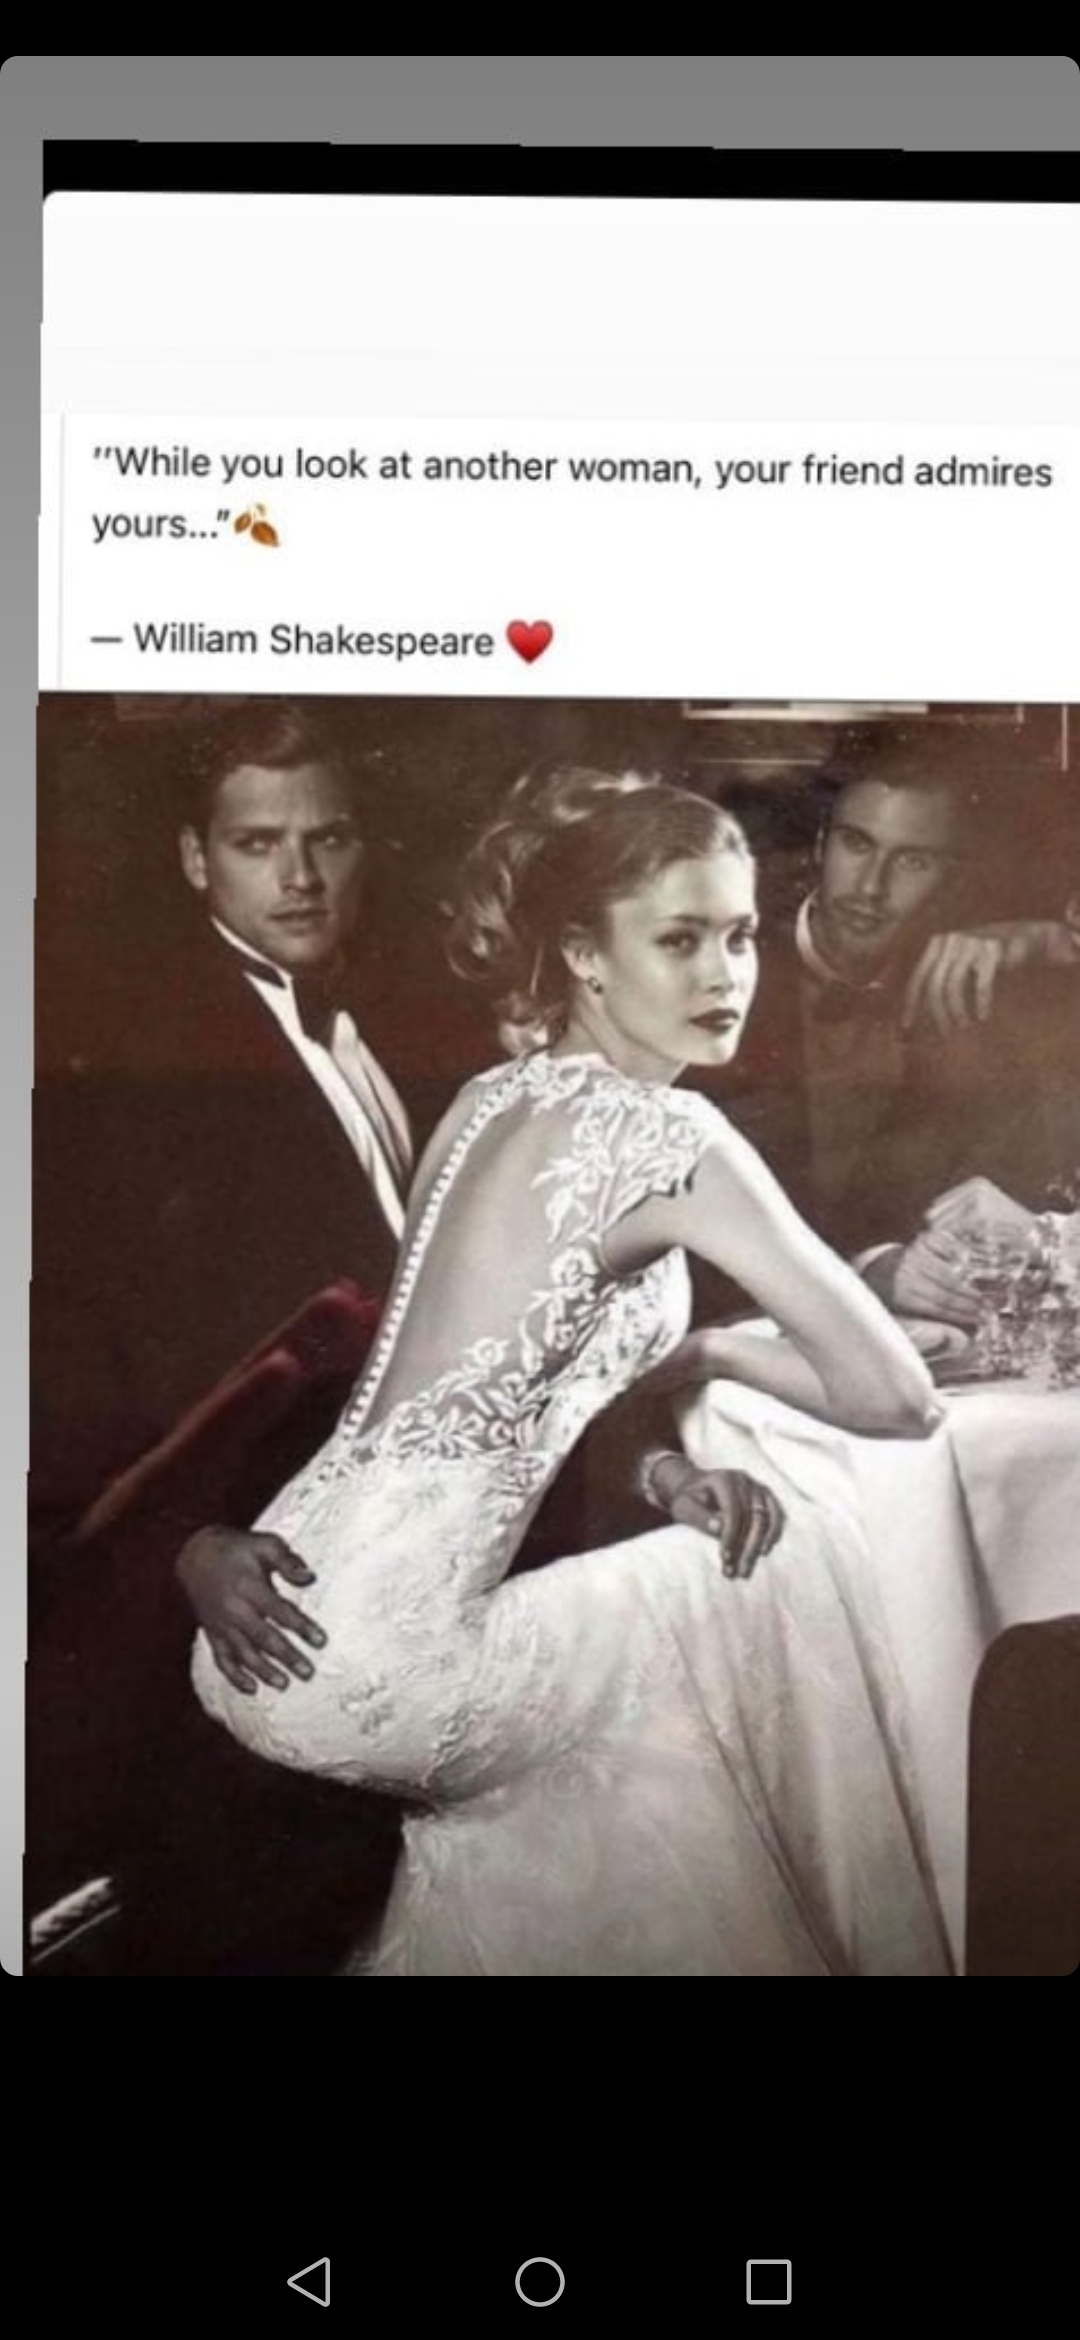 ''While you look at another woman, your friend admires
yours..."🍂
— William Shakespeare ♥️